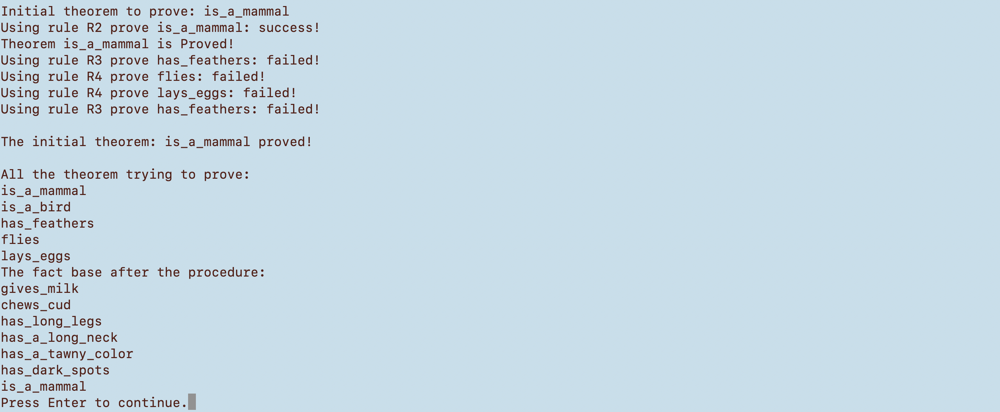 Initial theorem to prove: is_a_mammal
Using rule R2 prove is_a_mammal: success!
Theorem is_a_mammal is Proved!
Using rule R3 prove has_feathers: failed!
Using rule R4 prove flies: failed!
Using rule R4 prove lays_eggs: failed!
Using rule R3 prove has_feathers: failed!
The initial theorem: is_a_mammal proved!
All the theorem trying to prove:
is_a_mammal
is_a_bird
has_feathers
flies
lays_eggs
The fact base after the procedure:
gives_milk
chews_cud
has_long_legs
has_a_long_neck
has_a_tawny_color
has_dark_spots
is_a_mammal
Press Enter to continue.